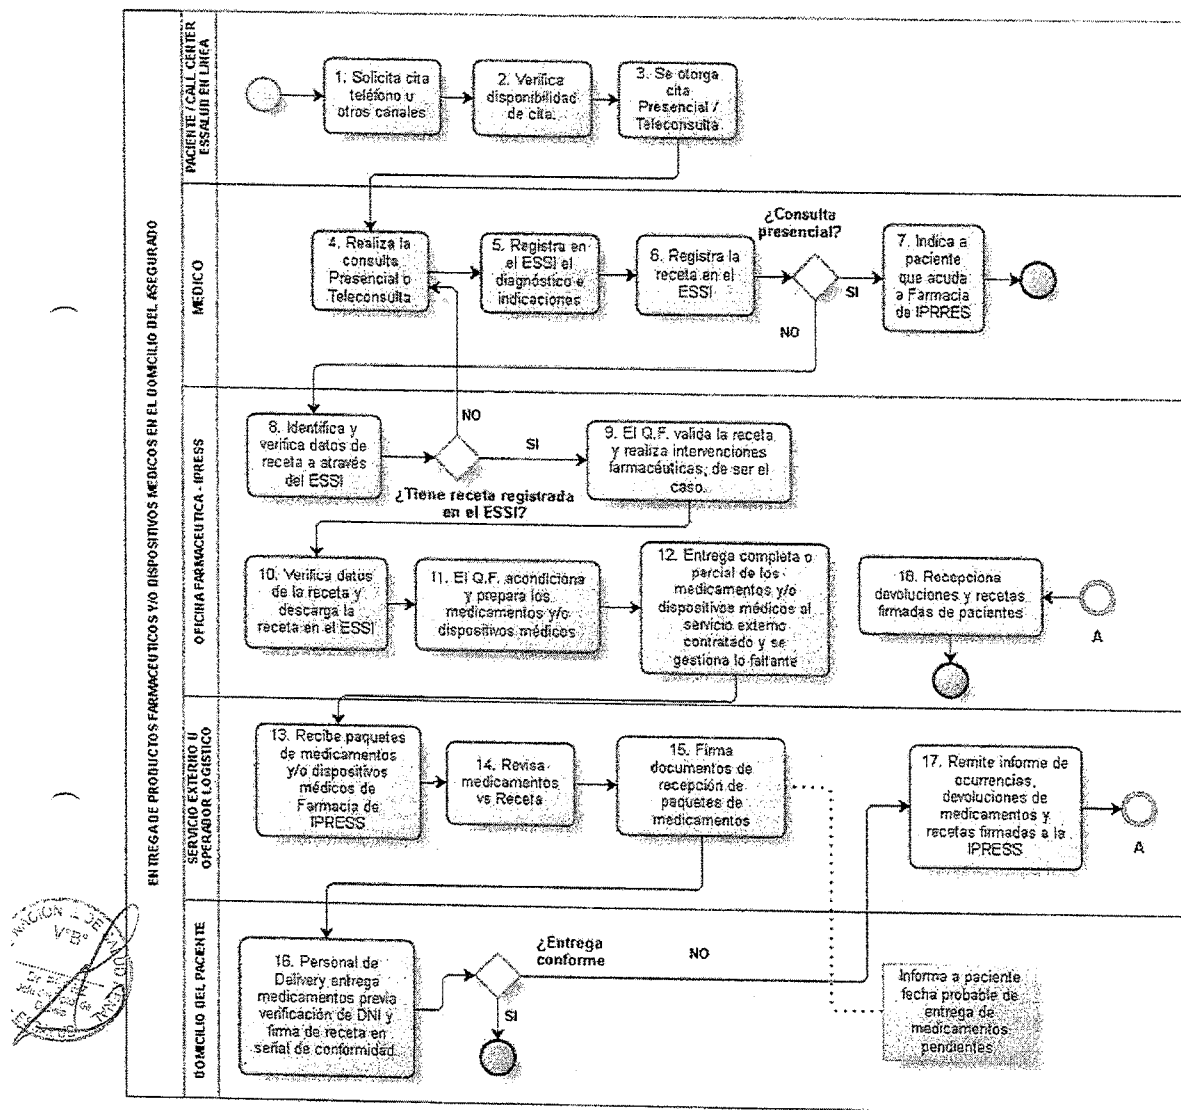 ENTREGA DE PRODUCTOS FARMACEUTICOS Y/O DISPOSITIVOS MEDICOS EN EL DOMICILIO DEL ASEGURADO
PACIENTE / CALL CENTER
ESSALUD EN LINEA
1. Solicita cita
teléfono u
otros canales
2. Verifica
disponibilidad
de cita.
3. Se otorga
cita
Presencial /
Teleconsulta
MEDICO
4. Realiza la
consulta
Presencial o
Teleconsulta
5. Registra en
el ESSI el
diagnóstico e
indicaciones
6. Registra la
receta en el
ESSI
¿Consulta
presencial?
SI
NO
7. Indica a
paciente
que acuda
a Farmacia
de IPRRES
OFICINA FARMACEUTICA - IPRESS
8. Identifica y
verifica datos de
receta a através
del ESSI
NO
SI
¿Tiene receta registrada
en el ESSI?
9. El Q.F. valida la receta
y realiza intervenciones
farmacéuticas, de ser el
caso.
10. Verifica datos
de la receta y
descarga la
receta en el ESSI
11. El Q.F. acondiciona
y prepara los
medicamentos y/o
dispositivos médicos
12. Entrega completa o
parcial de los
medicamentos y/o
dispositivos médicos al
servicio externo
contratado y se
gestiona lo faltante
18. Recepciona
devoluciones y recetas
firmadas de pacientes
A
SERVICIO EXTERNO U
OPERADOR LOGISTICO
13. Recibe paquetes
de medicamentos
y/o dispositivos
médicos de
Farmacia de
IPRESS
14. Revisa
medicamentos
vs Receta
15. Firma
documentos de
recepción de
paquetes de
medicamentos
17. Remite informe de
ocurrencias,
devoluciones de
medicamentos y
recetas firmadas a la
IPRESS
A
DOMICILIO DEL PACIENTE
16. Personal de
Delivery entrega
medicamentos previa
verificación de DNI y
firma de receta en
señal de conformidad.
¿Entrega
conforme
NO
SI
Informa a paciente
fecha probable de
entrega de
medicamentos
pendientes
V°B°